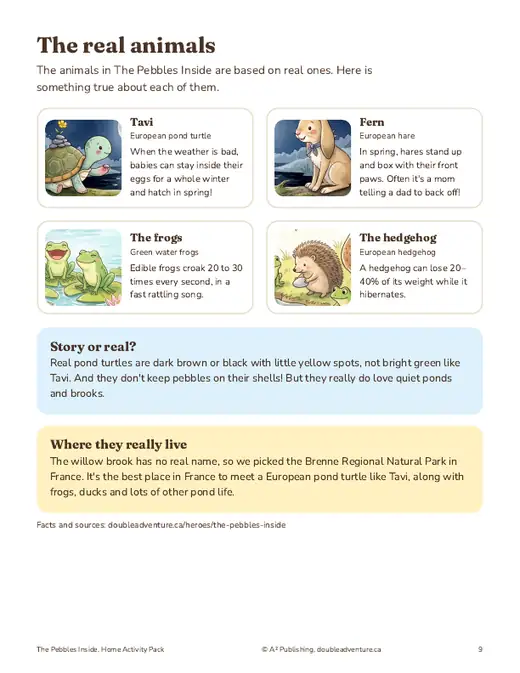 The real animals
The animals in The Pebbles Inside are based on real ones. Here is
something true about each of them.
Tavi
European pond turtle
When the weather is bad,
babies can stay inside their
eggs for a whole winter
and hatch in spring!
Fern
European hare
In spring, hares stand up
and box with their front
paws. Often it's a mom
telling a dad to back off!
The frogs
Green water frogs
Edible frogs croak 20 to 30
times every second, in a
fast rattling song.
The hedgehog
European hedgehog
A hedgehog can lose 20–
40% of its weight while it
hibernates.
Story or real?
Real pond turtles are dark brown or black with little yellow spots, not bright green like
Tavi. And they don't keep pebbles on their shells! But they really do love quiet ponds
and brooks.
Where they really live
The willow brook has no real name, so we picked the Brenne Regional Natural Park in
France. It's the best place in France to meet a European pond turtle like Tavi, along with
frogs, ducks and lots of other pond life.
Facts and sources: doubleadventure.ca/heroes/the-pebbles-inside
The Pebbles Inside. Home Activity Pack
© A² Publishing, doubleadventure.ca
9